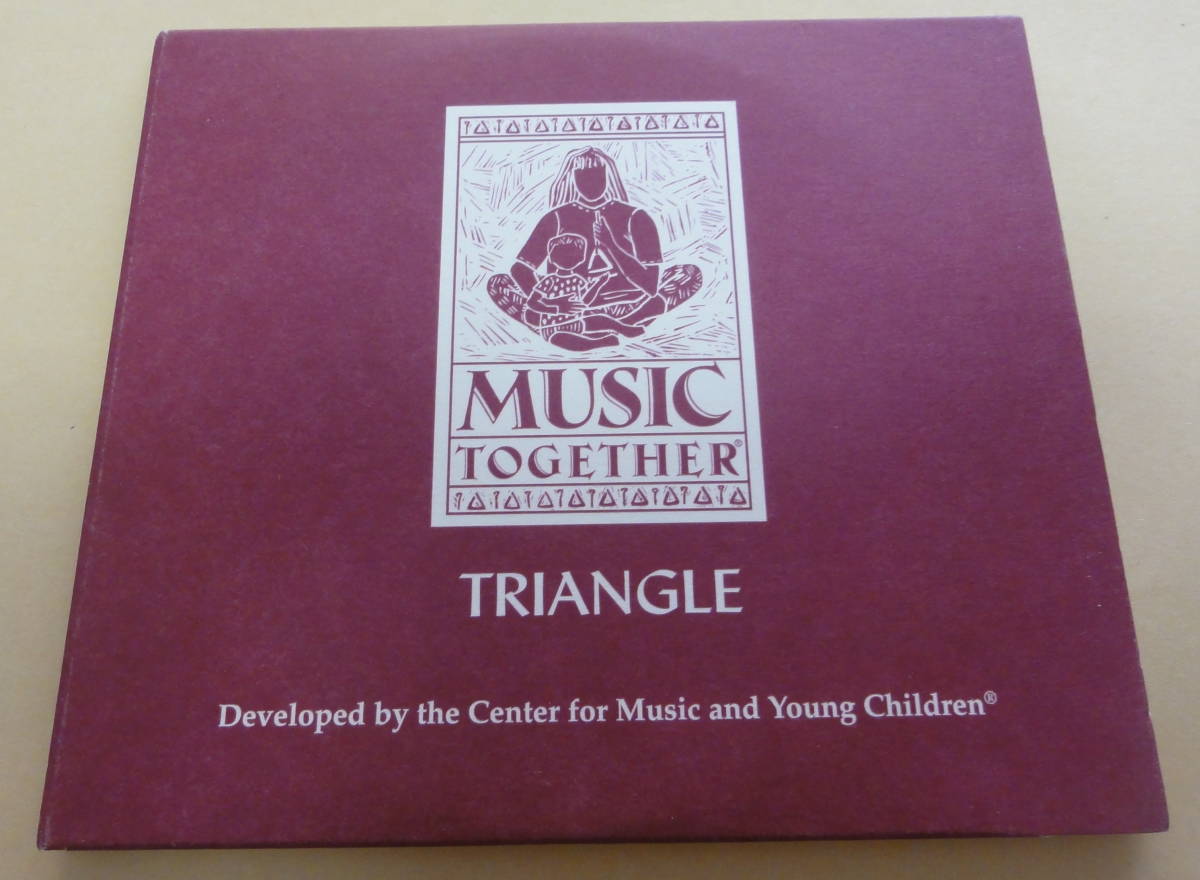 MUSIC
TOGETHER®
TRIANGLE
Developed by the Center for Music and Young Children®